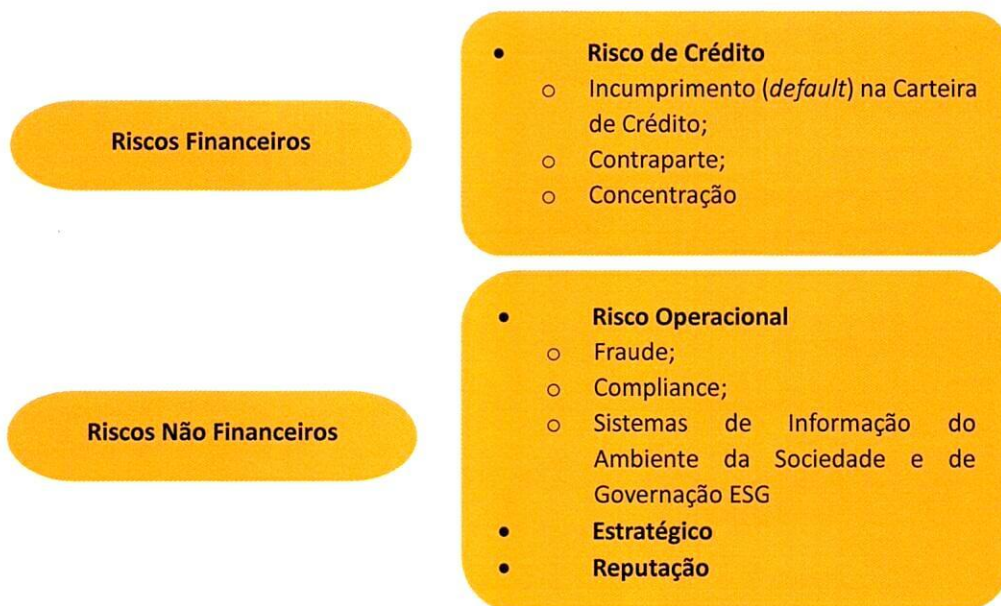 Riscos Financeiros
• Risco de Crédito
o Incumprimento (default) na Carteira
de Crédito;
o Contraparte;
o Concentração
Riscos Não Financeiros
• Risco Operacional
o Fraude;
o Compliance;
o Sistemas de Informação do
Ambiente da Sociedade e de
Governação ESG
• Estratégico
• Reputação